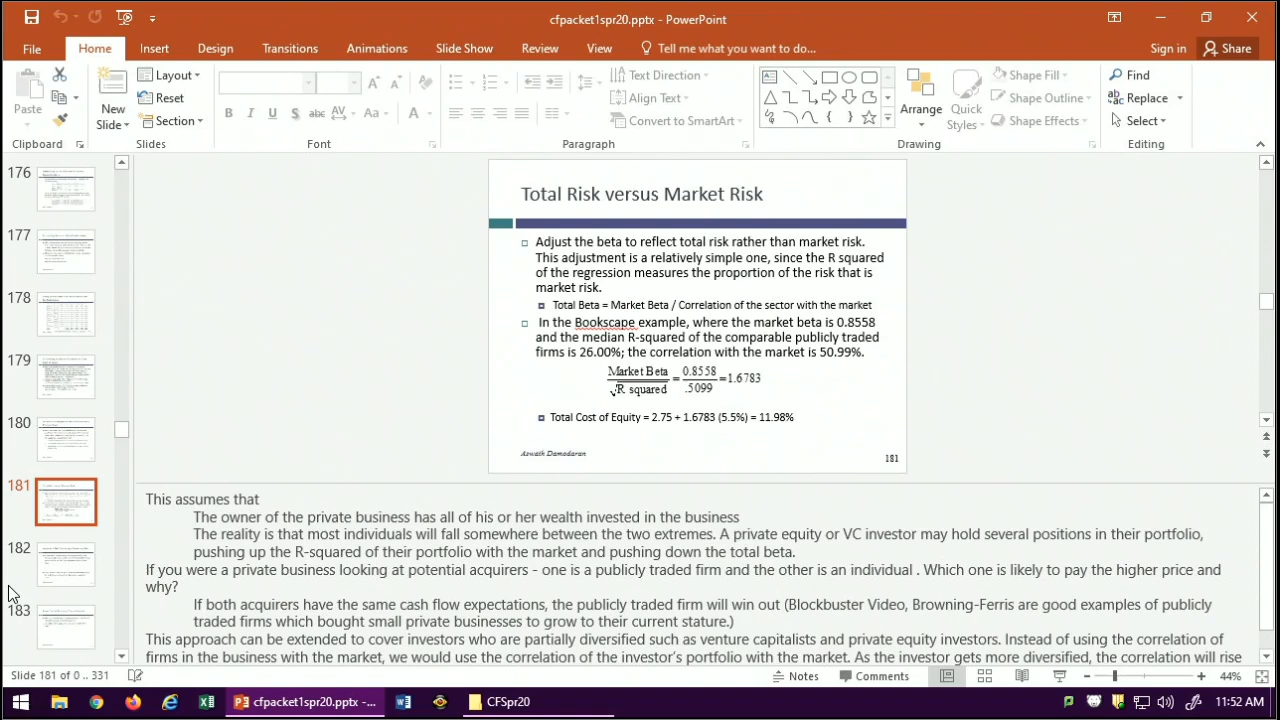 cfpacket1spr20.pptx - PowerPoint
File Home Insert Design Transitions Animations Slide Show Review View Tell me what you want to do... Sign in Share
Paste
Clipboard
New
Slide
Layout
Reset
Section
Slides
B I U S abc AV Aa A
Font
Text Direction
Align Text
Convert to SmartArt
Paragraph
Arrange
Quick
Styles
Shape Fill
Shape Outline
Shape Effects
Drawing
Find
Replace
Select
Editing
176
177
178
179
180
181
182
183
Total Risk versus Market Risk
Adjust the beta to reflect total risk rather than market risk.
This adjustment is a relatively simple one, since the R squared
of the regression measures the proportion of the risk that is
market risk.
Total Beta = Market Beta / Correlation of the sector with the market
In the Bookscape example, where the market beta is 0.8558
and the median R-squared of the comparable publicly traded
firms is 26.00%; the correlation with the market is 50.99%.
Market Beta / √R squared = 0.8558 / .5099 = 1.6783
Total Cost of Equity = 2.75 + 1.6783 (5.5%) = 11.98%
Aswath Damodaran
181
This assumes that
The owner of the private business has all of his or her wealth invested in the business
The reality is that most individuals will fall somewhere between the two extremes. A private equity or VC investor may hold several positions in their portfolio,
pushing up the R-squared of their portfolio with the market and pushing down the total beta.
If you were a private business looking at potential acquirers - one is a publicly traded firm and the other is an individual - Which one is likely to pay the higher price and
why?
If both acquirers have the same cash flow expectations, the publicly traded firm will win out (Blockbuster Video, Browning-Ferris are good examples of publicly
traded firms which bought small private businesses to grow to their current stature.)
This approach can be extended to cover investors who are partially diversified such as venture capitalists and private equity investors. Instead of using the correlation of
firms in the business with the market, we would use the correlation of the investor's portfolio with the market. As the investor gets more diversified, the correlation will rise
Slide 181 of 0 .. 331
Notes
Comments
44%
cfpacket1spr20.pptx -...
CFSpr20
11:52 AM